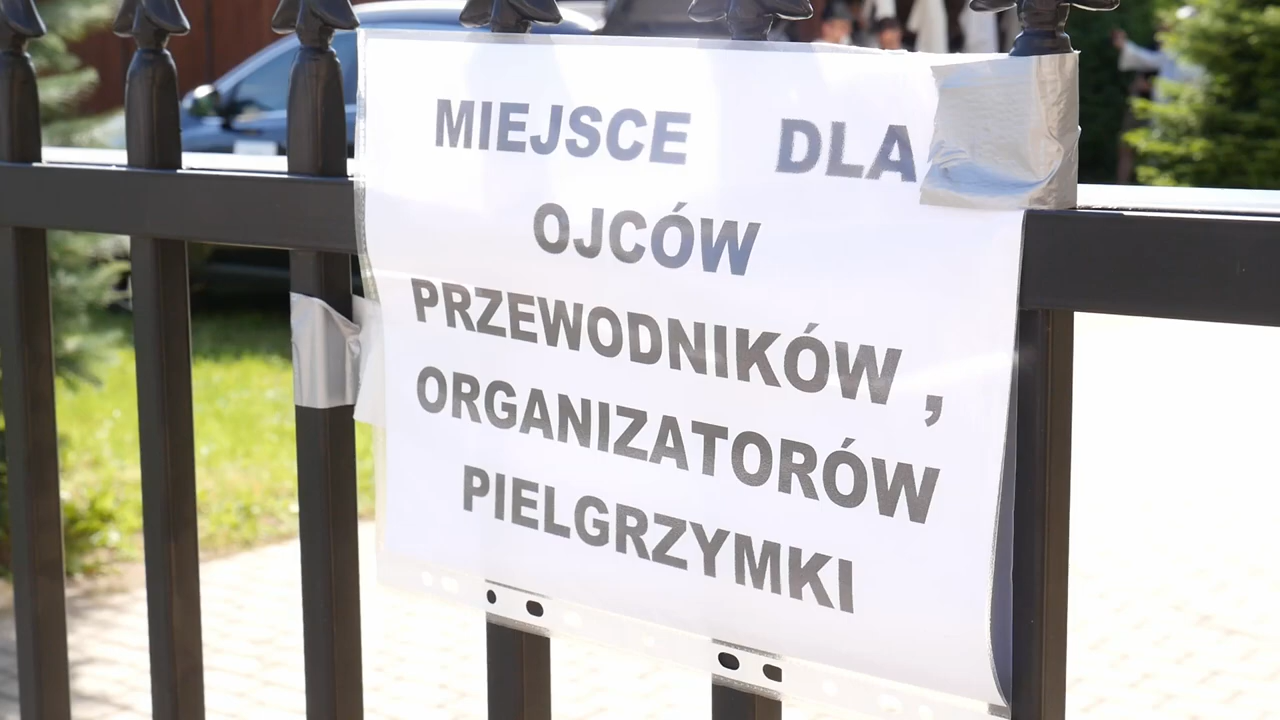 MIEJSCE DLA
OJCÓW
PRZEWODNIKÓW ,
ORGANIZATORÓW
PIELGRZYMKI